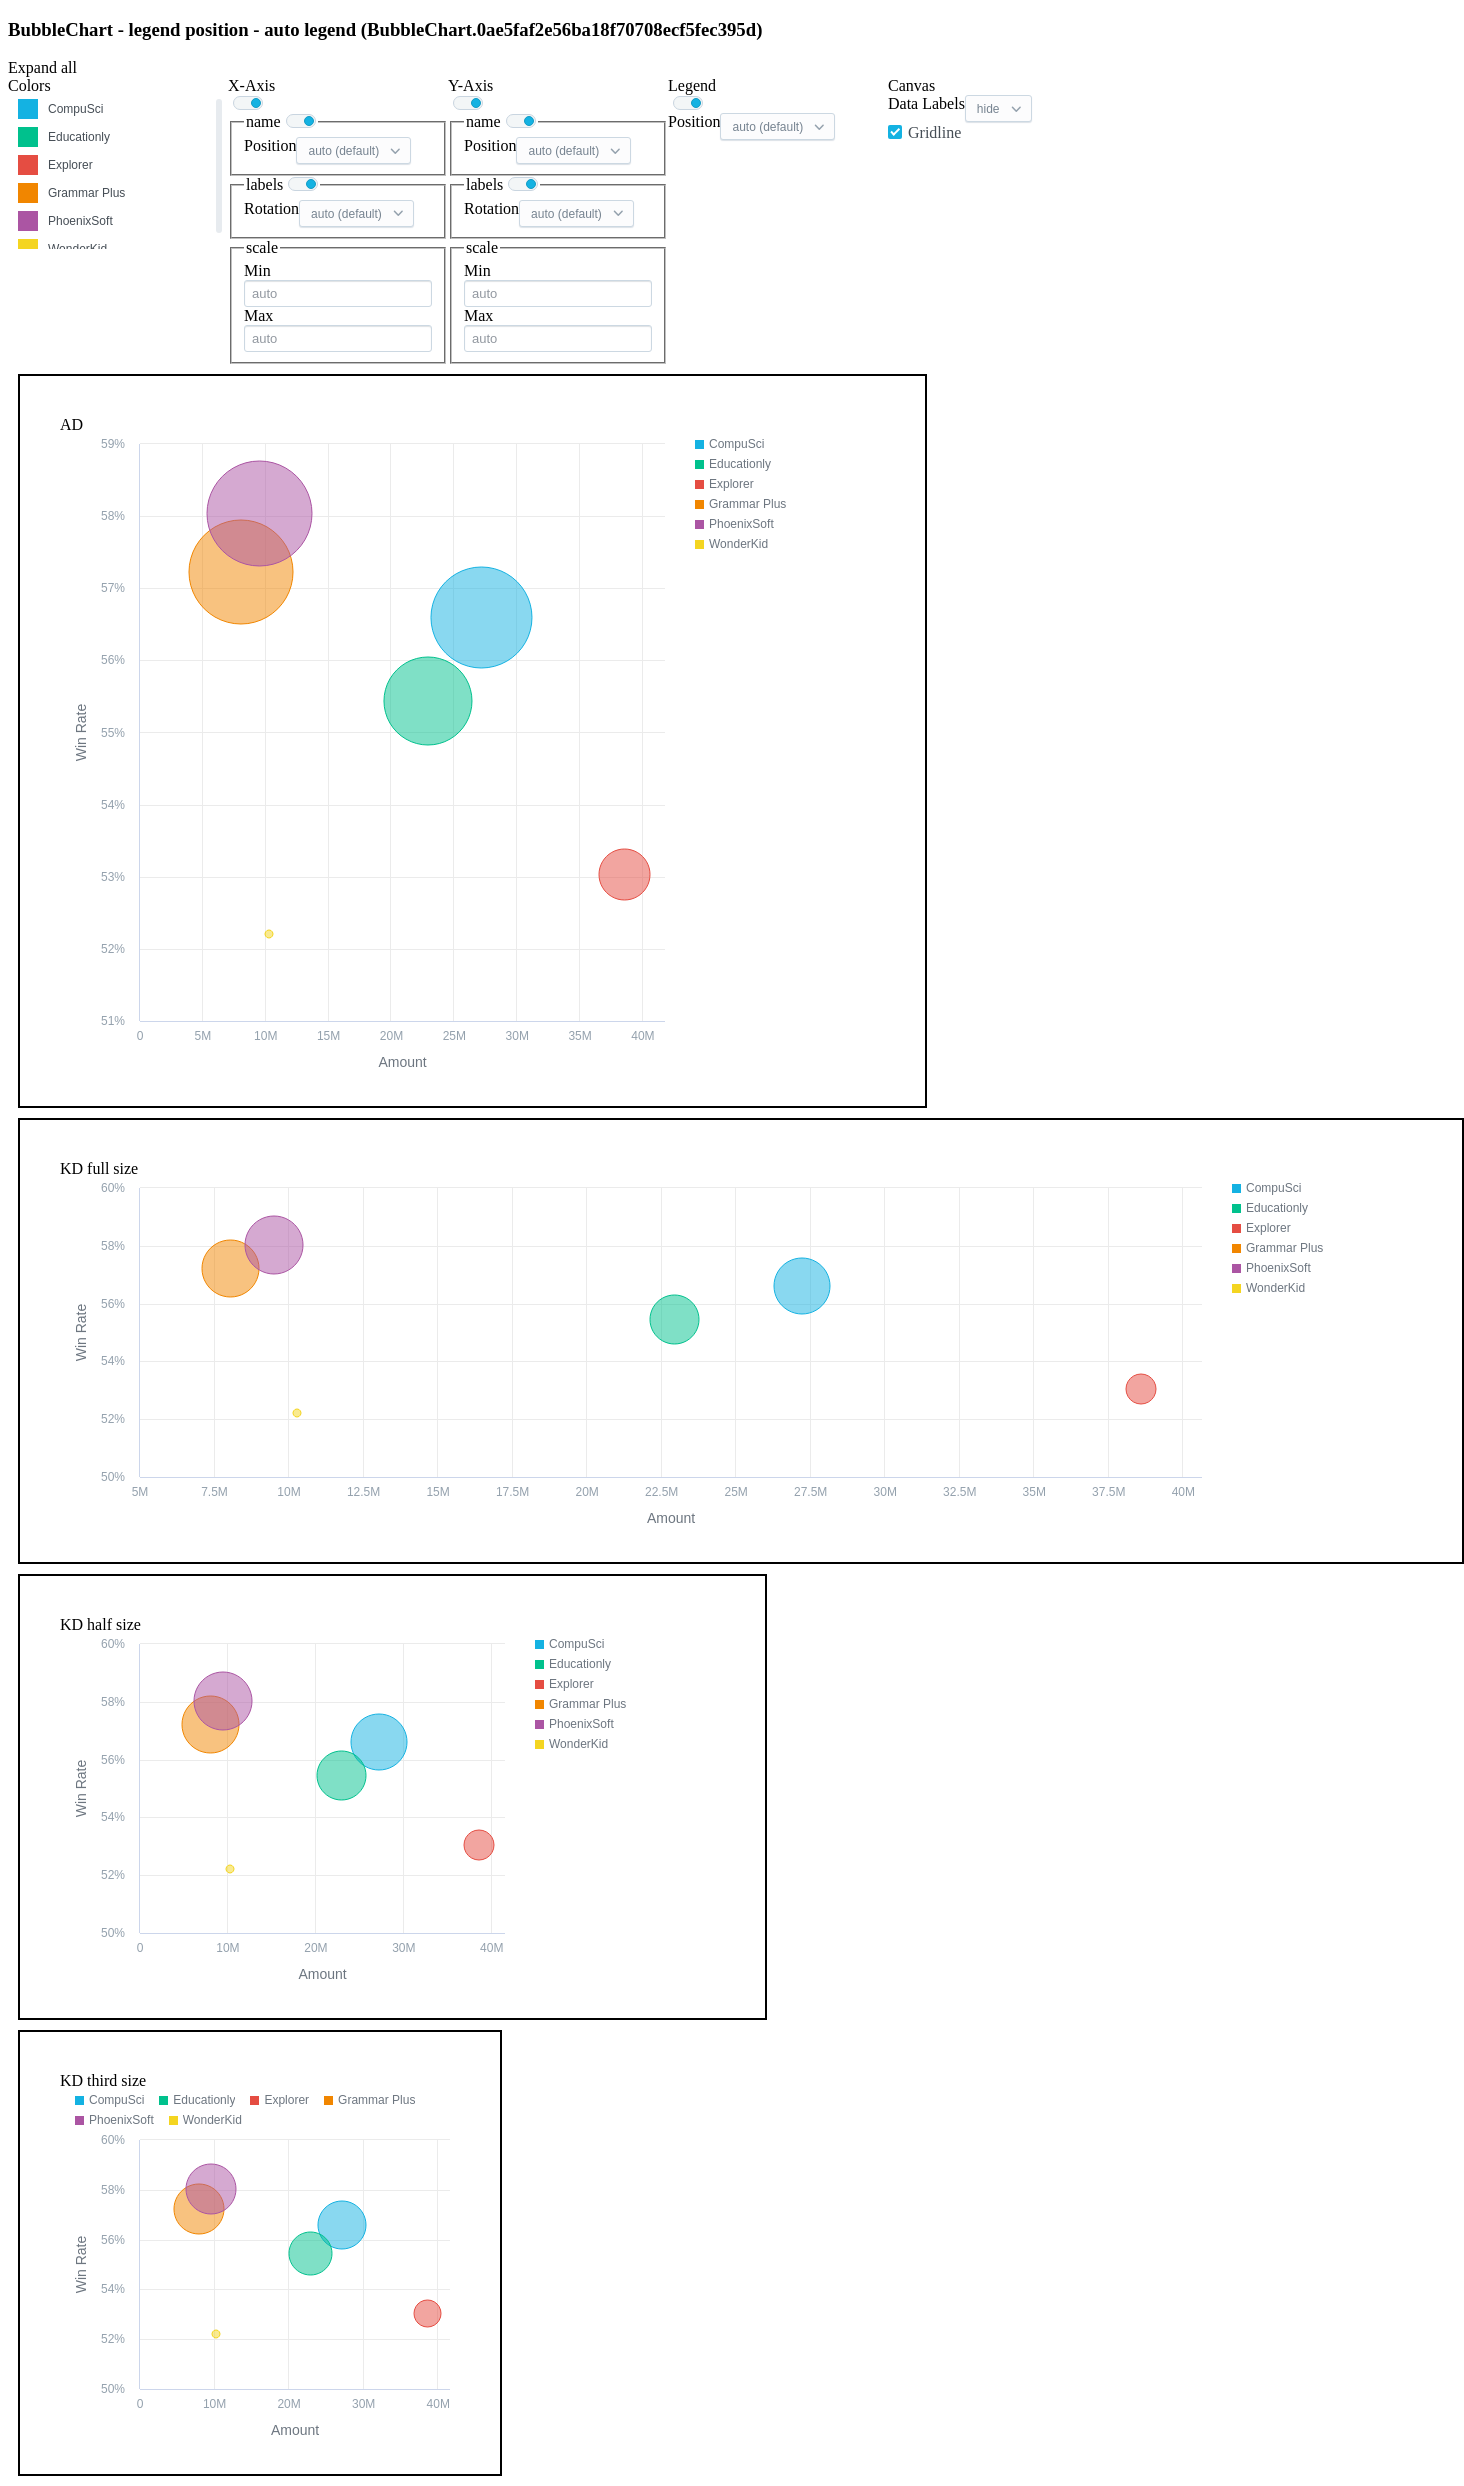 BubbleChart - legend position - auto legend (BubbleChart.0ae5faf2e56ba18f70708ecf5fec395d)
Expand all
Colors
CompuSci
Educationly
Explorer
Grammar Plus
PhoenixSoft
WonderKid
X-Axis
name
Position auto (default)
labels
Rotation auto (default)
scale
Min
auto
Max
auto
Y-Axis
name
Position auto (default)
labels
Rotation auto (default)
scale
Min
auto
Max
auto
Legend
Position auto (default)
Canvas
Data Labels hide
Gridline
AD
59%
58%
57%
56%
55%
54%
53%
52%
51%
Win Rate
0 5M 10M 15M 20M 25M 30M 35M 40M
Amount
CompuSci
Educationly
Explorer
Grammar Plus
PhoenixSoft
WonderKid
KD full size
60%
58%
56%
54%
52%
50%
Win Rate
5M 7.5M 10M 12.5M 15M 17.5M 20M 22.5M 25M 27.5M 30M 32.5M 35M 37.5M 40M
Amount
CompuSci
Educationly
Explorer
Grammar Plus
PhoenixSoft
WonderKid
KD half size
60%
58%
56%
54%
52%
50%
Win Rate
0 10M 20M 30M 40M
Amount
CompuSci
Educationly
Explorer
Grammar Plus
PhoenixSoft
WonderKid
KD third size
CompuSci Educationly Explorer Grammar Plus
PhoenixSoft WonderKid
60%
58%
56%
54%
52%
50%
Win Rate
0 10M 20M 30M 40M
Amount